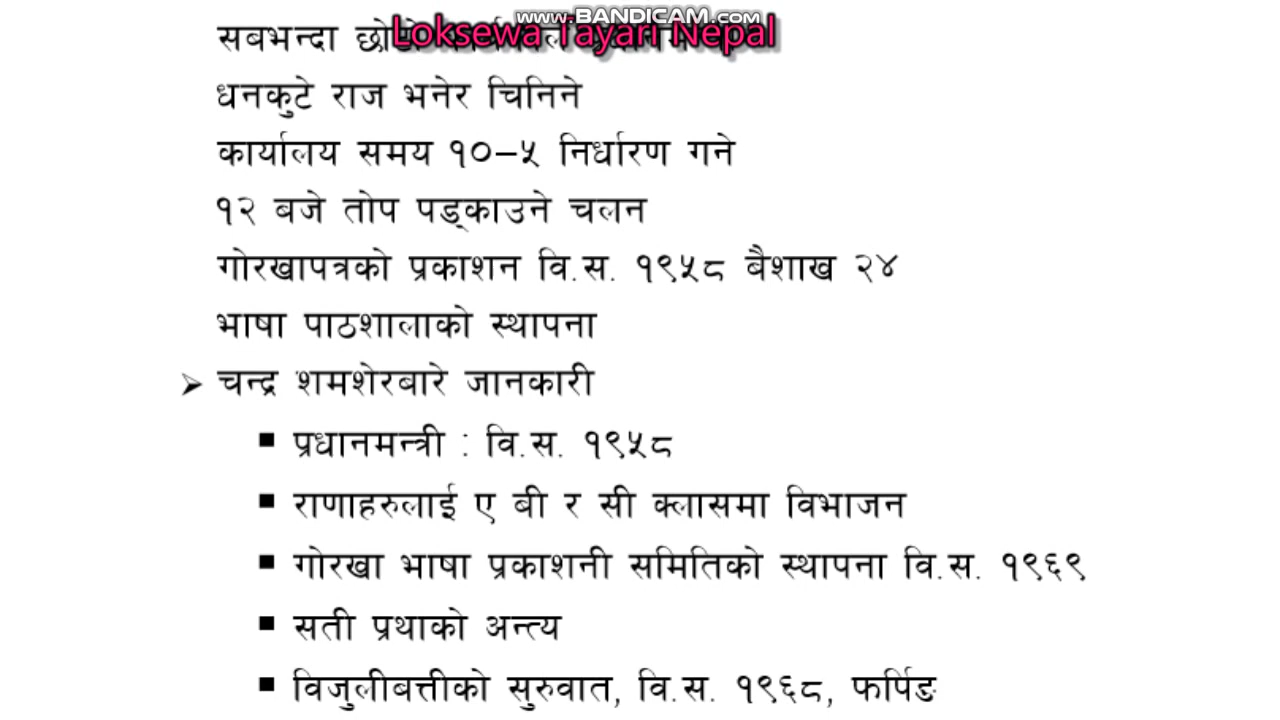 www.BANDICAM.com
Loksewa Tayari Nepal
सबभन्दा
धनकुटे राज भनेर चिनिने
कार्यालय समय १०–५ निर्धारण गने
१२ बजे तोप पड्काउने चलन
गोरखापत्रको प्रकाशन वि.स. १९५८ बैशाख २४
भाषा पाठशालाको स्थापना
➢ चन्द्र शमशेरबारे जानकारी
▪ प्रधानमन्त्री : वि.स. १९५८
▪ राणाहरुलाई ए बी र सी क्लासमा विभाजन
▪ गोरखा भाषा प्रकाशनी समितिको स्थापना वि.स. १९६९
▪ सती प्रथाको अन्त्य
▪ विजुलीबत्तीको सुरुवात, वि.स. १९६८, फर्पिङ